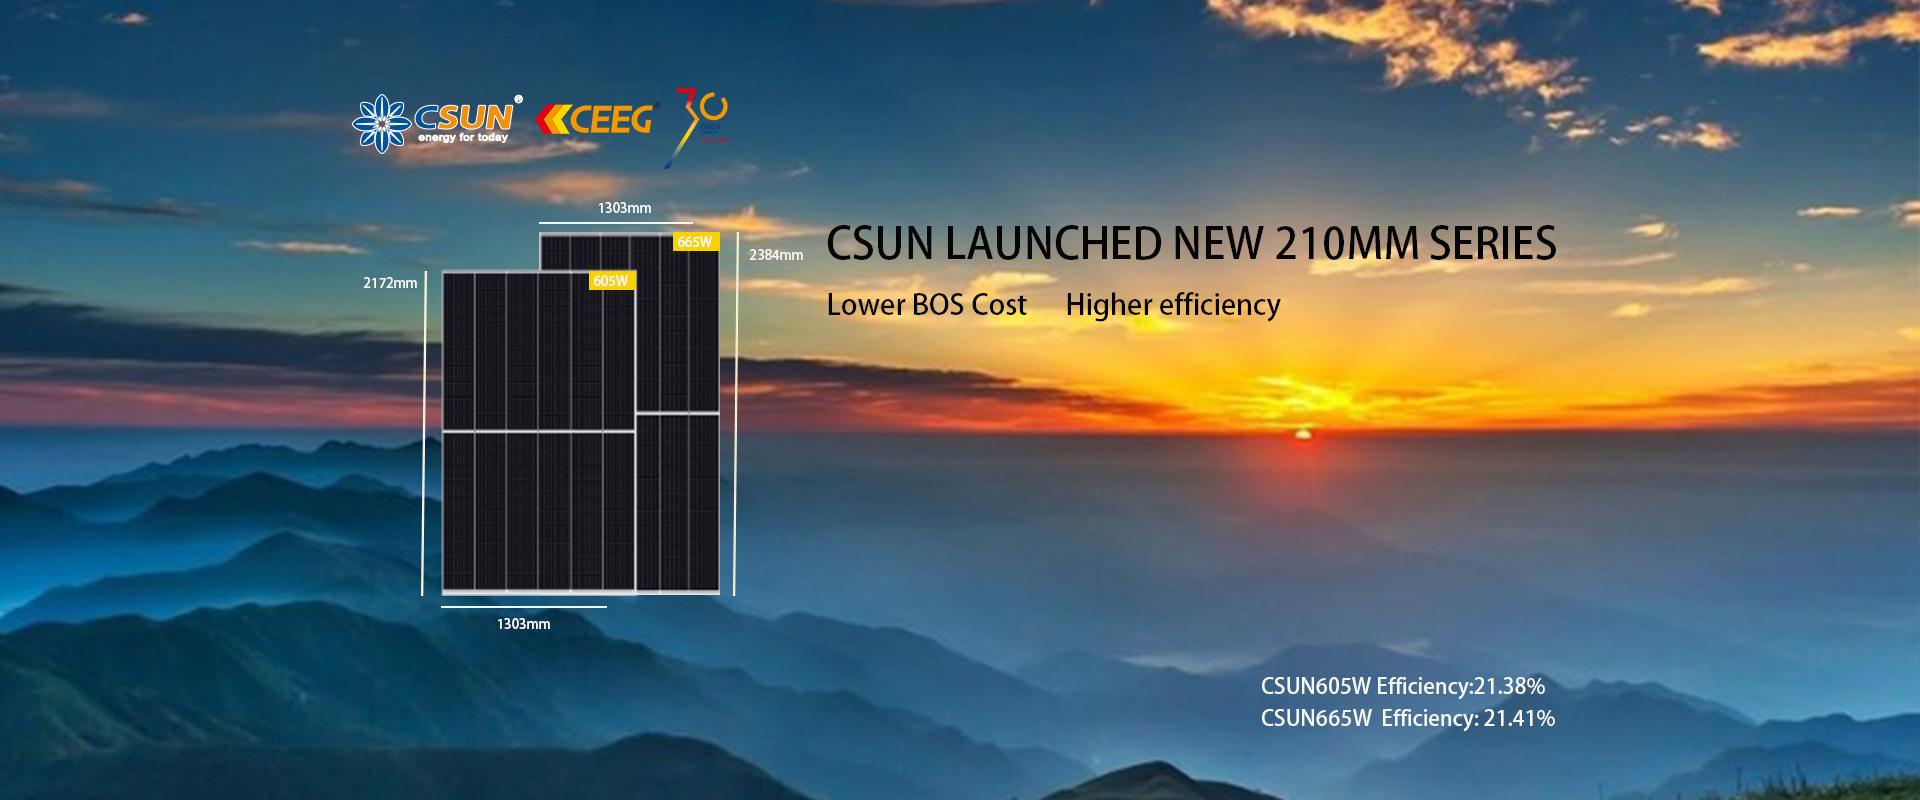 CSUN®
energy for today
CEEG®
30
CEEG
1303mm
665W
2384mm
2172mm
605W
1303mm
CSUN LAUNCHED NEW 210MM SERIES
Lower BOS Cost Higher efficiency
CSUN605W Efficiency:21.38%
CSUN665W Efficiency: 21.41%